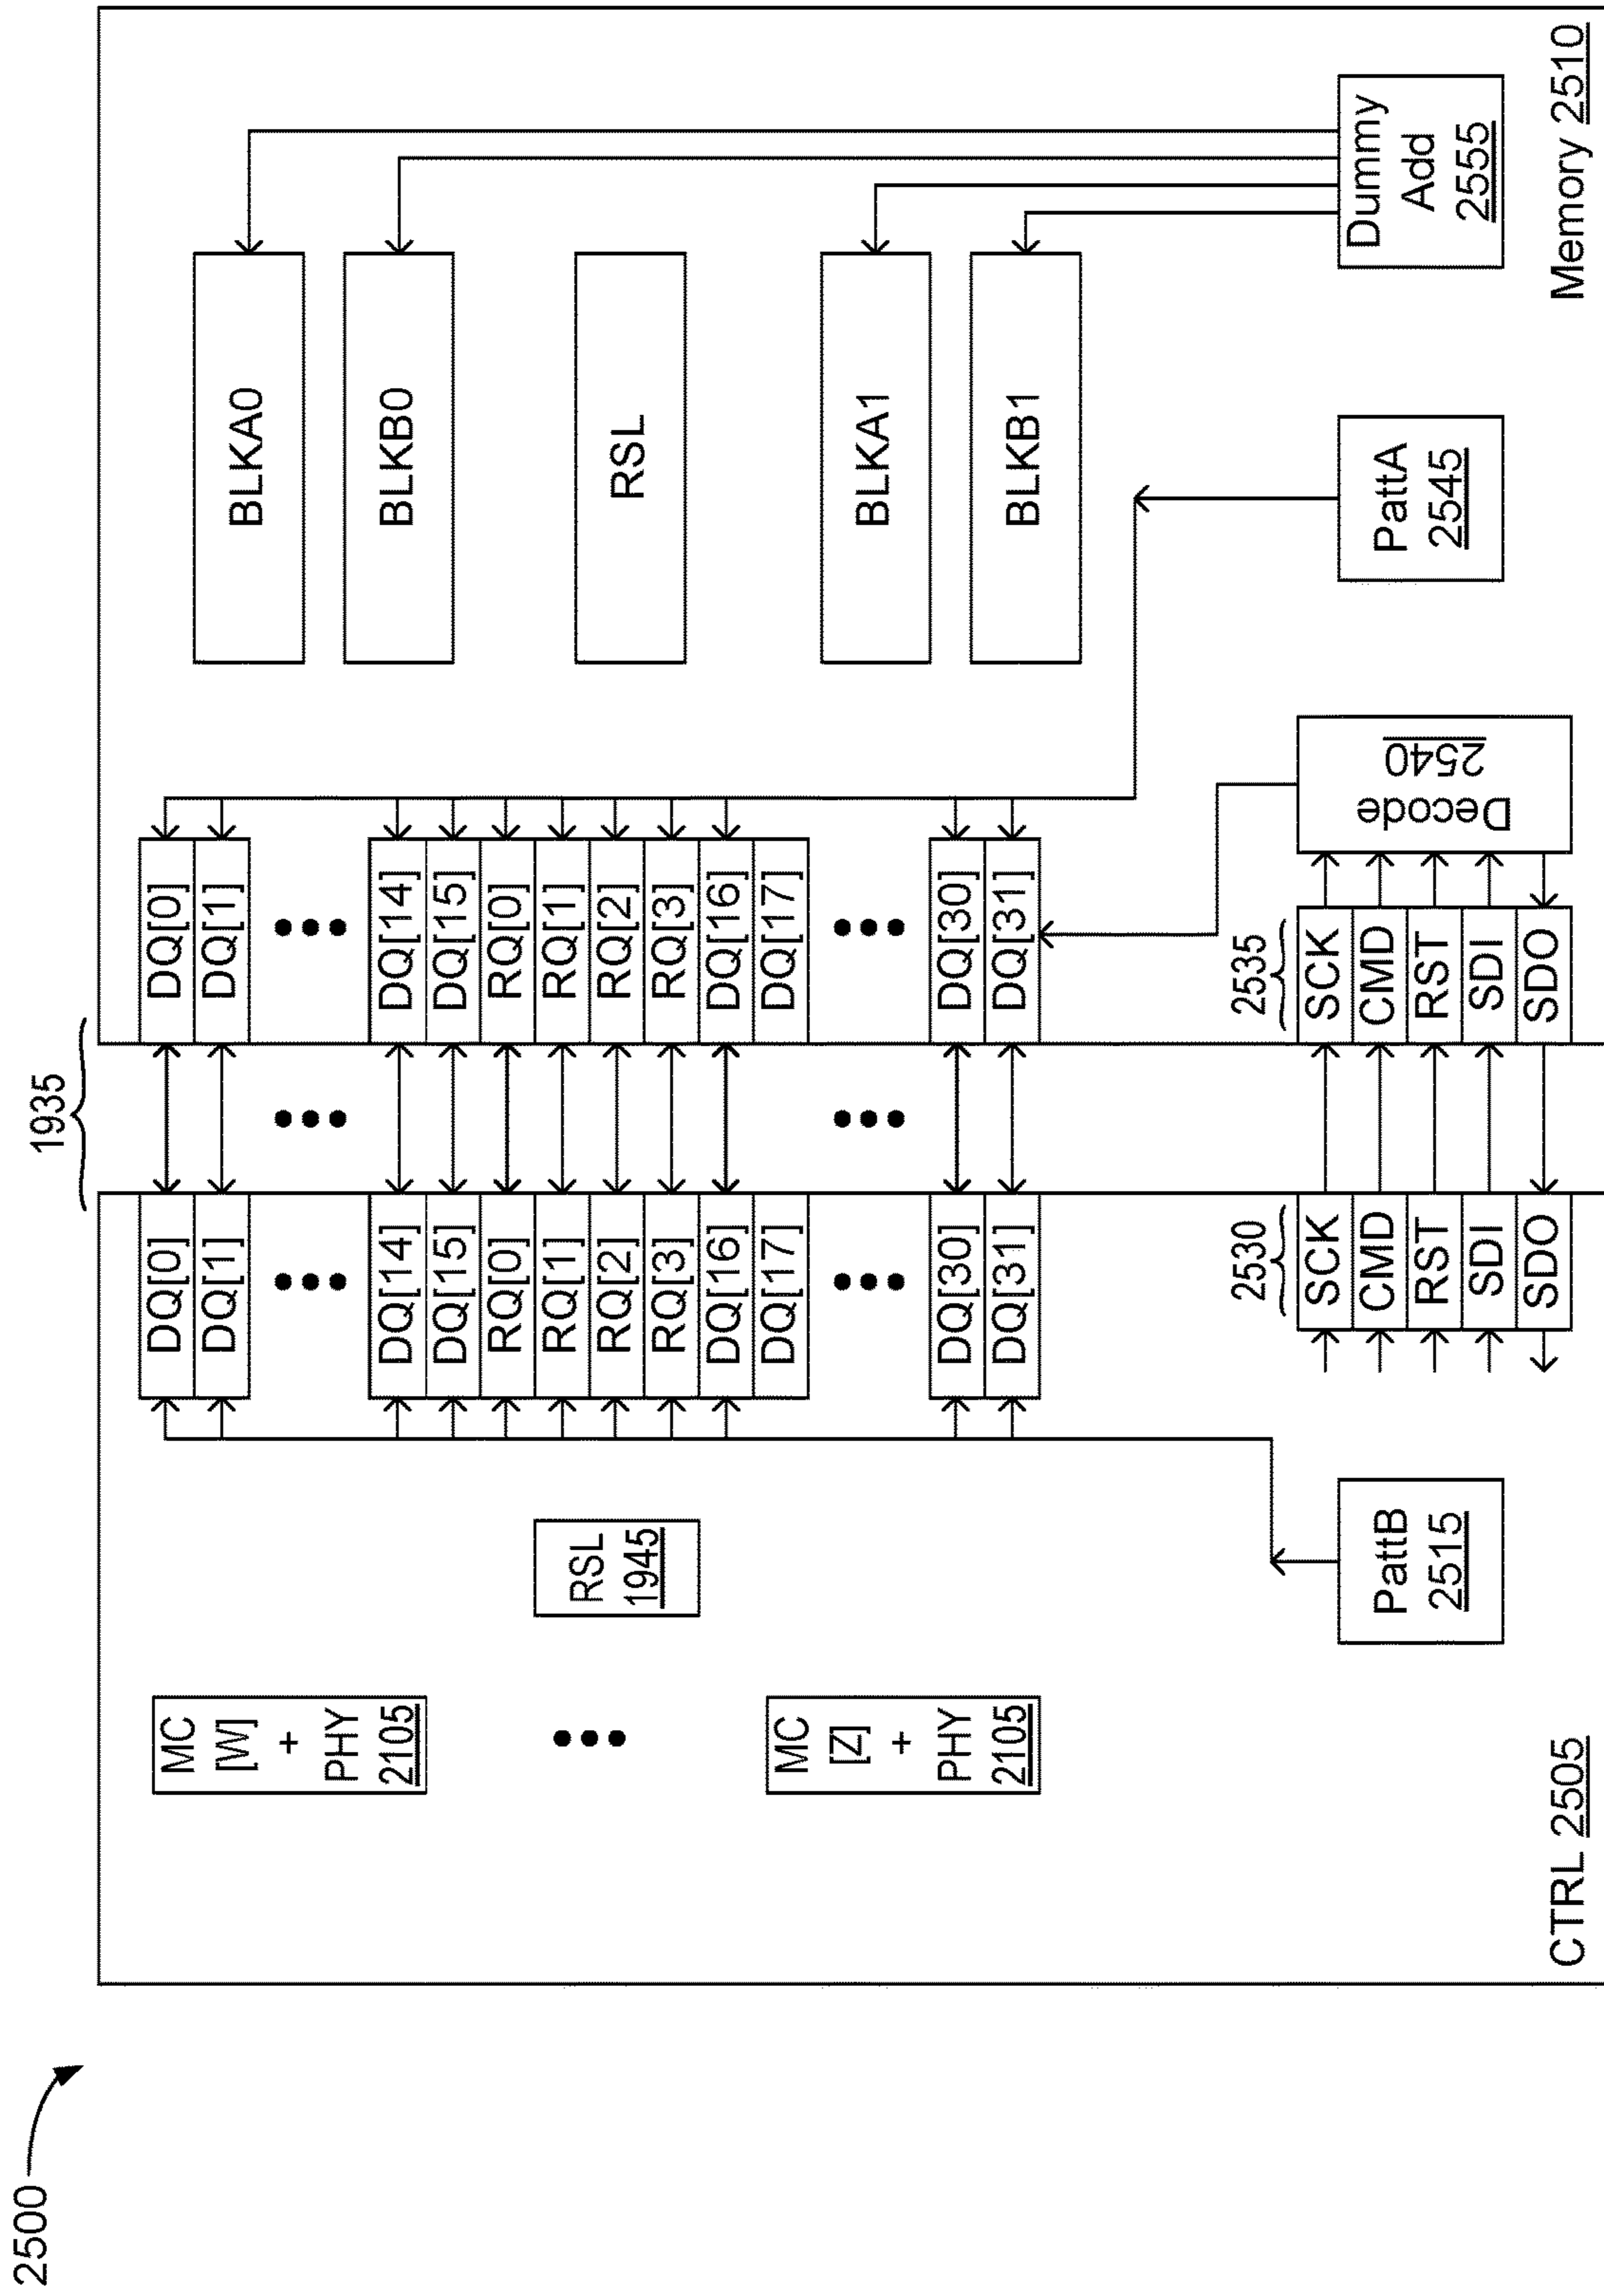 2500
1935
CTRL 2505
MC
[W]
+
PHY
2105
MC
[Z]
+
PHY
2105
RSL
1945
PattB
2515
DQ[0]
DQ[1]
DQ[14]
DQ[15]
RQ[0]
RQ[1]
RQ[2]
RQ[3]
DQ[16]
DQ[17]
DQ[30]
DQ[31]
2530
SCK
CMD
RST
SDI
SDO
DQ[0]
DQ[1]
DQ[14]
DQ[15]
RQ[0]
RQ[1]
RQ[2]
RQ[3]
DQ[16]
DQ[17]
DQ[30]
DQ[31]
2535
SCK
CMD
RST
SDI
SDO
Decode
2540
BLKA0
BLKB0
RSL
BLKA1
BLKB1
PattA
2545
Dummy
Add
2555
Memory 2510